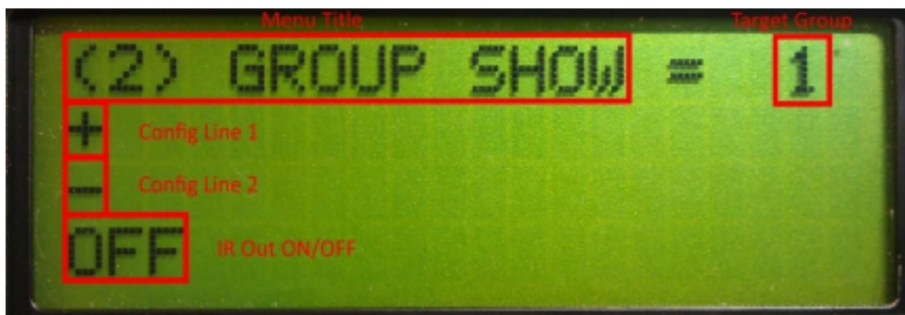 Menu Title Target Group
(2) GROUP SHOW = 1
+ Config Line 1
- Config Line 2
OFF IR Out ON/OFF